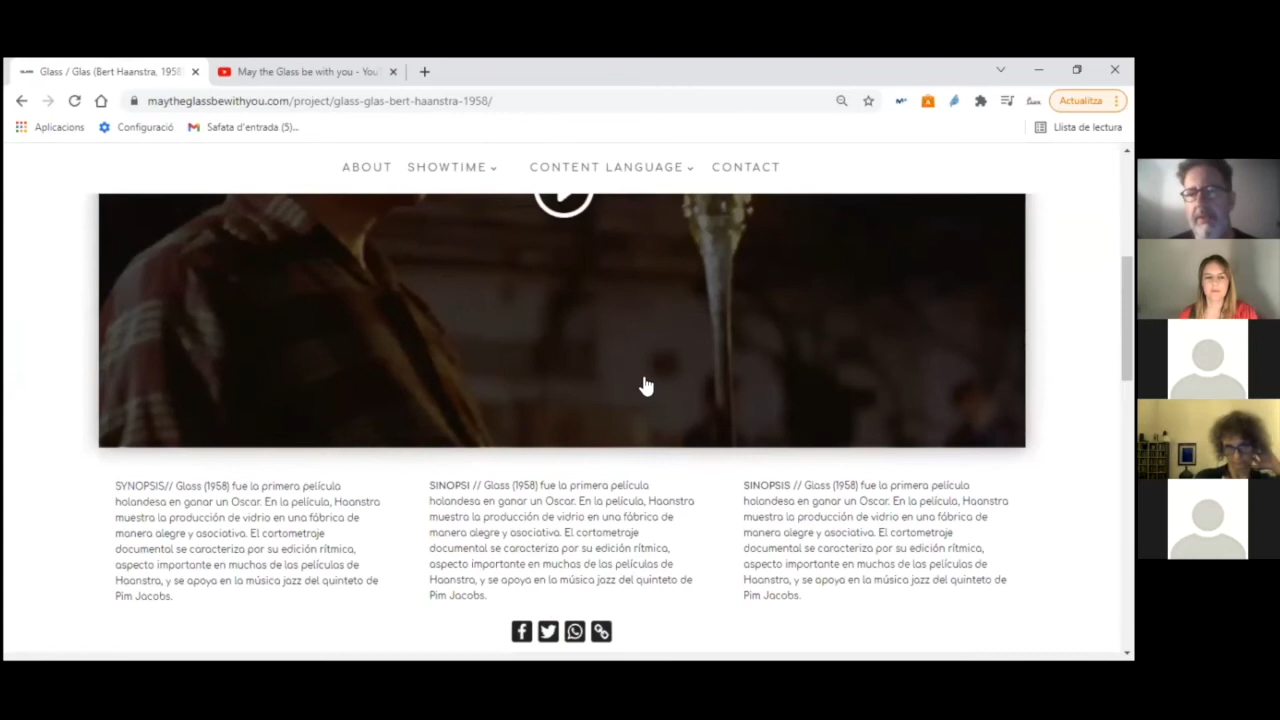 Glass / Glas (Bert Haanstra, 1958)
May the Glass be with you - You
maytheglassbewithyou.com/project/glass-glas-bert-haanstra-1958/
Actualitza
Aplicacions
Configuració
Safata d'entrada (5)...
Llista de lectura
ABOUT SHOWTIME CONTENT LANGUAGE CONTACT
SYNOPSIS// Glass (1958) fue la primera película
holandesa en ganar un Oscar. En la película, Haanstra
muestra la producción de vidrio en una fábrica de
manera alegre y asociativa. El cortometraje
documental se caracteriza por su edición rítmica,
aspecto importante en muchas de las películas de
Haanstra, y se apoya en la música jazz del quinteto de
Pim Jacobs.
SINOPSI // Glass (1958) fue la primera película
holandesa en ganar un Oscar. En la película, Haanstra
muestra la producción de vidrio en una fábrica de
manera alegre y asociativa. El cortometraje
documental se caracteriza por su edición rítmica,
aspecto importante en muchas de las películas de
Haanstra, y se apoya en la música jazz del quinteto de
Pim Jacobs.
SINOPSIS // Glass (1958) fue la primera película
holandesa en ganar un Oscar. En la película, Haanstra
muestra la producción de vidrio en una fábrica de
manera alegre y asociativa. El cortometraje
documental se caracteriza por su edición rítmica,
aspecto importante en muchas de las películas de
Haanstra, y se apoya en la música jazz del quinteto de
Pim Jacobs.